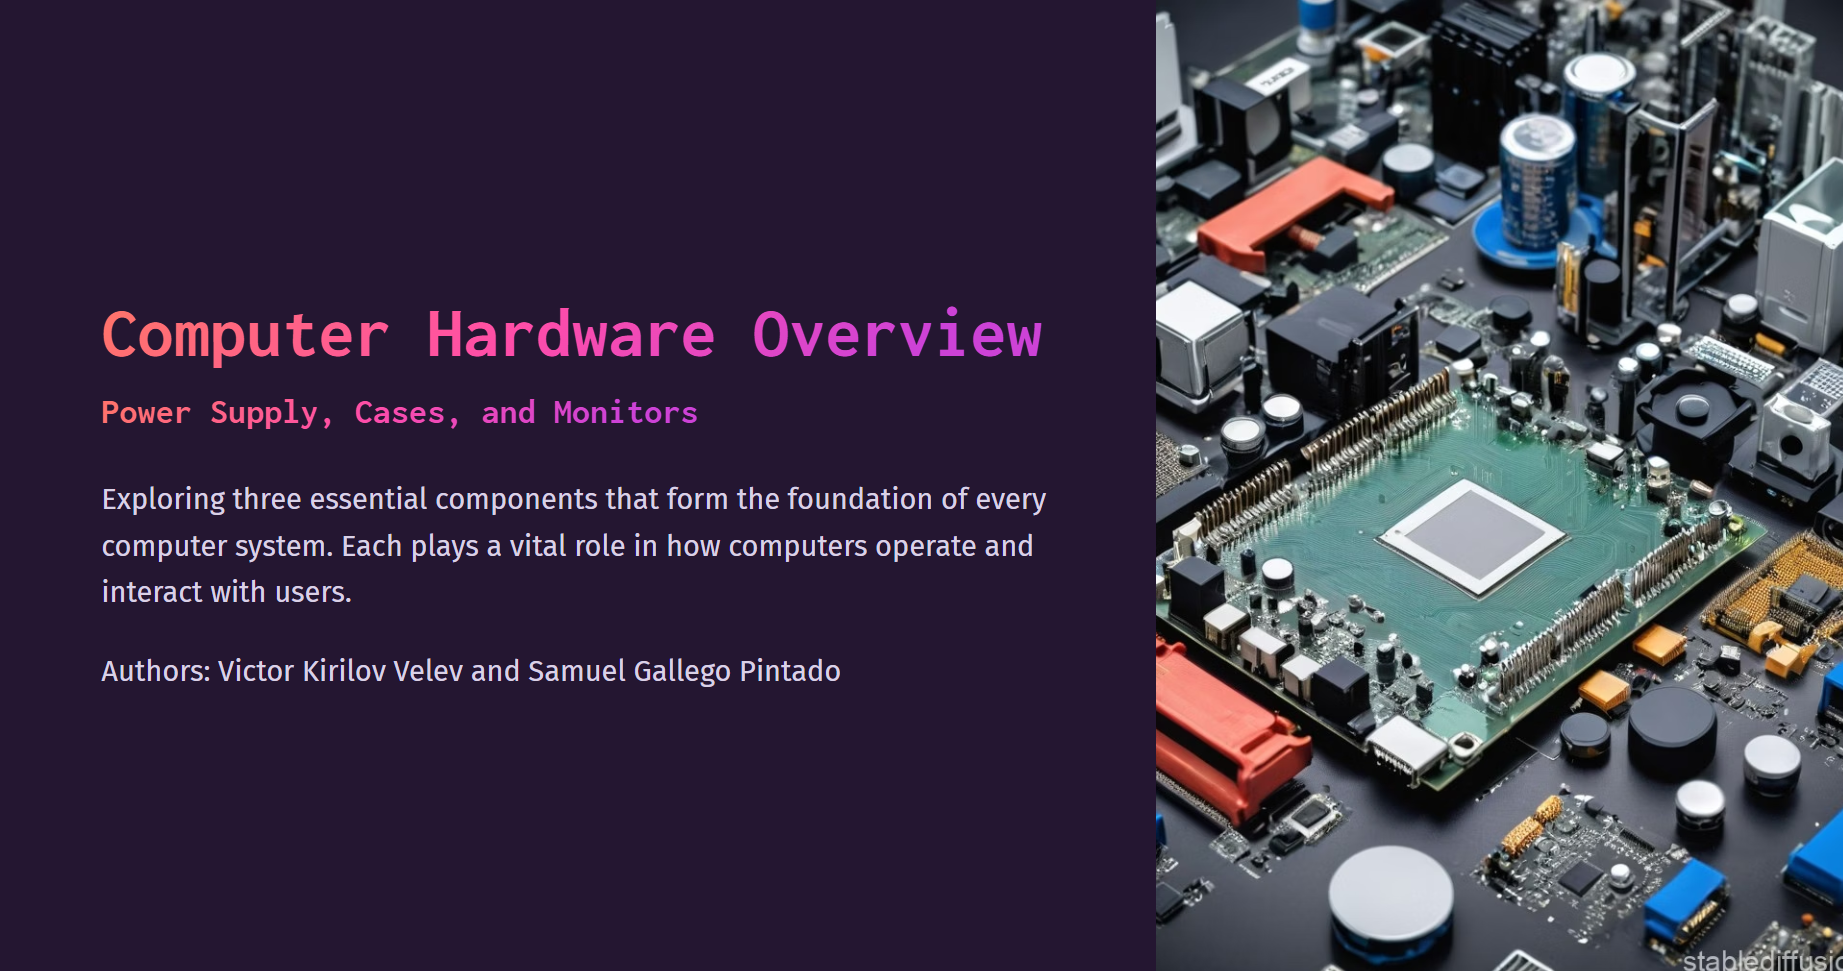 Computer Hardware Overview
Power Supply, Cases, and Monitors
Exploring three essential components that form the foundation of every
computer system. Each plays a vital role in how computers operate and
interact with users.
Authors: Victor Kirilov Velev and Samuel Gallego Pintado
stablediffusio